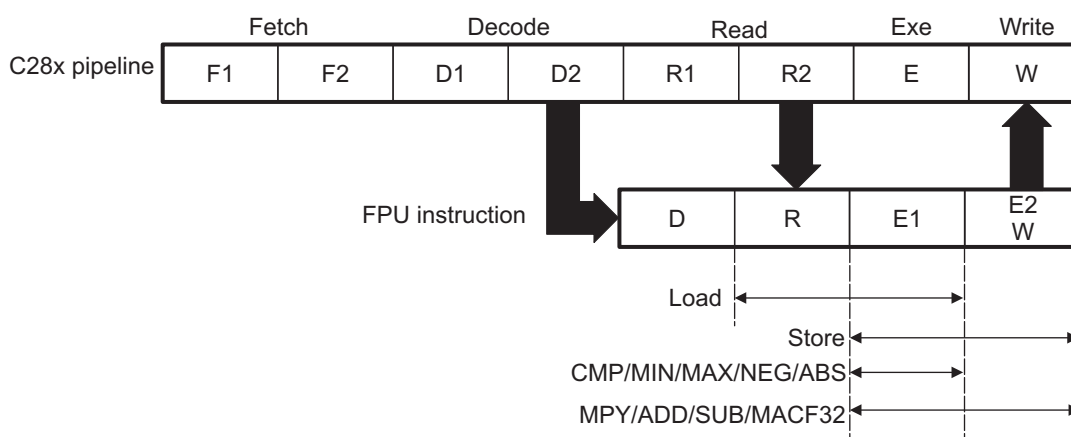 Fetch Decode Read Exe Write
C28x pipeline F1 F2 D1 D2 R1 R2 E W
FPU instruction D R E1 E2
W
Load
Store
CMP/MIN/MAX/NEG/ABS
MPY/ADD/SUB/MACF32